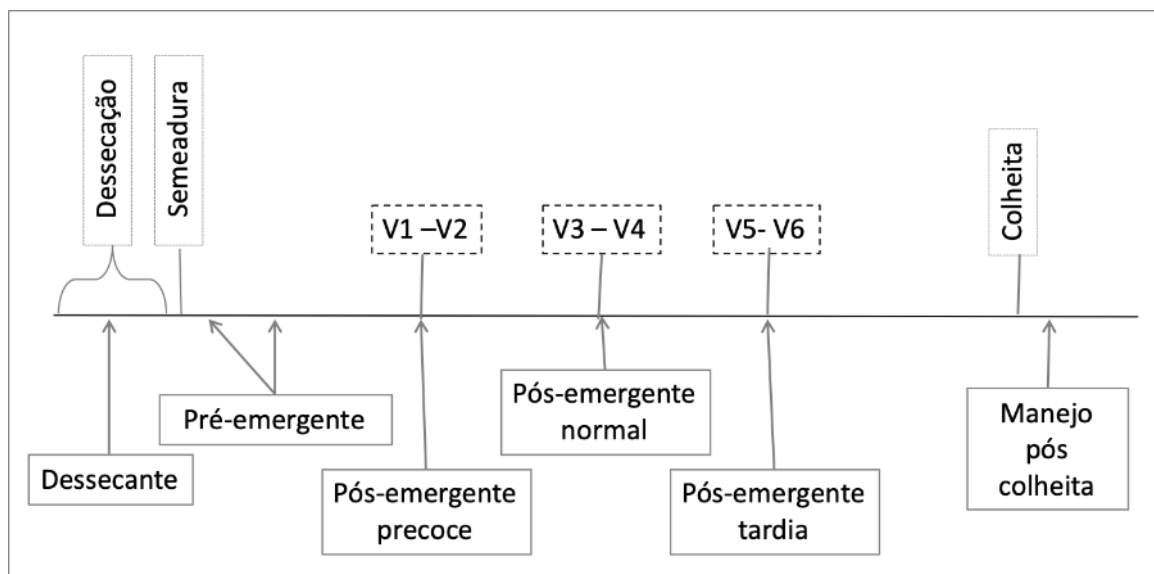 Dessecação
Semeadura
V1 –V2
V3 – V4
V5- V6
Colheita
Dessecante
Pré-emergente
Pós-emergente
precoce
Pós-emergente
normal
Pós-emergente
tardia
Manejo
pós
colheita